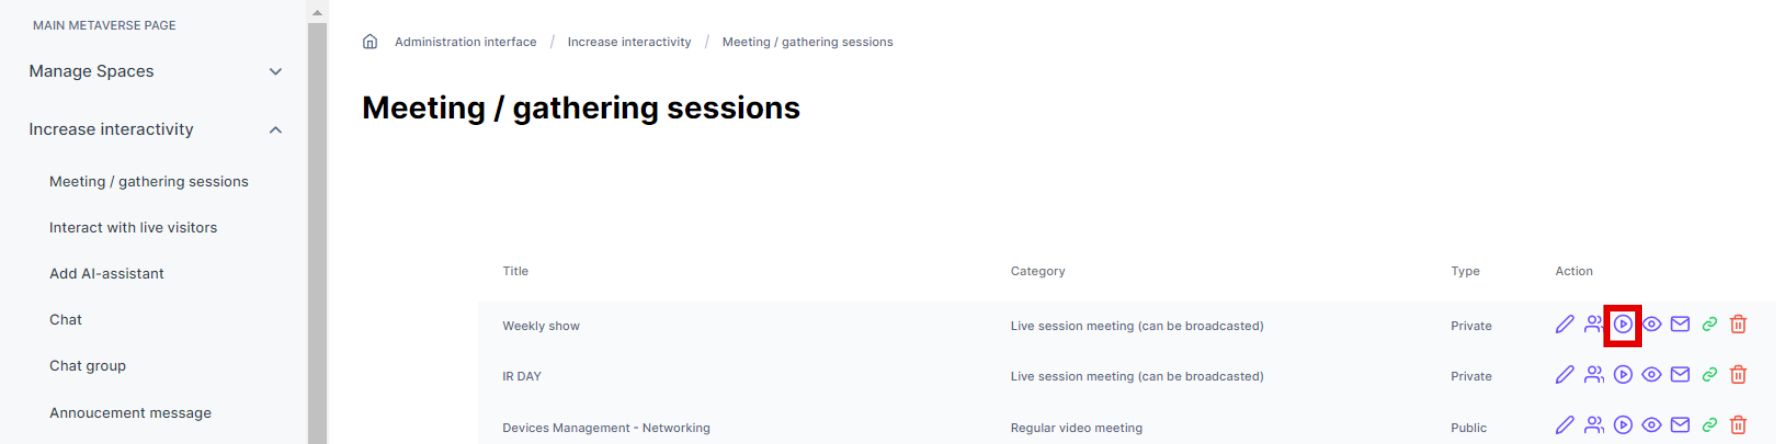 MAIN METAVERSE PAGE
Manage Spaces
Increase interactivity
Meeting / gathering sessions
Interact with live visitors
Add AI-assistant
Chat
Chat group
Annoucement message
Administration interface / Increase interactivity / Meeting / gathering sessions
Meeting / gathering sessions
Title Category Type Action
Weekly show Live session meeting (can be broadcasted) Private
IR DAY Live session meeting (can be broadcasted) Private
Devices Management - Networking Regular video meeting Public